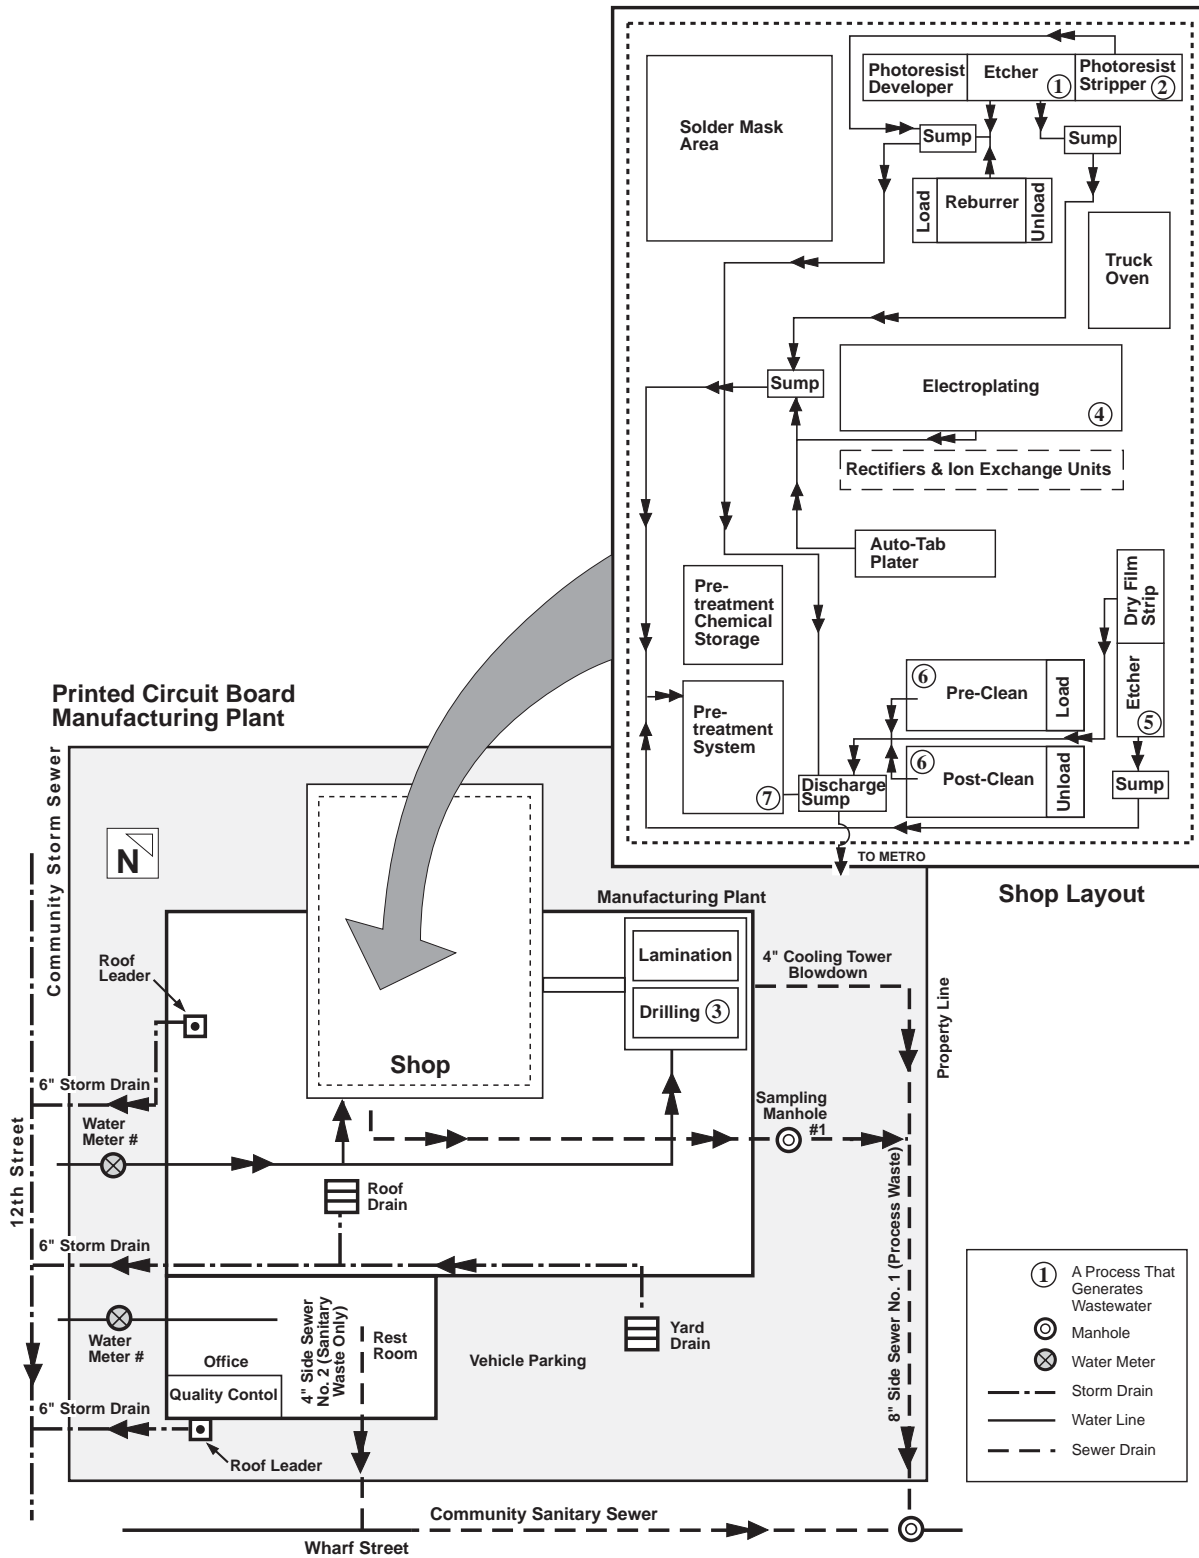 Photoresist
Developer
Etcher
1
Photoresist
Stripper
2
Solder Mask
Area
Sump
Sump
Load
Reburrer
Unload
Truck
Oven
Sump
Electroplating
4
Rectifiers & Ion Exchange Units
Auto-Tab
Plater
Pre-
treatment
Chemical
Storage
Dry Film
Strip
Etcher
5
6
Pre-Clean
Load
Pre-
treatment
System
7
6
Post-Clean
Unload
Discharge
Sump
Sump
TO METRO
Shop Layout
Printed Circuit Board
Manufacturing Plant
Community Storm Sewer
N
Manufacturing Plant
Lamination
Drilling
3
4" Cooling Tower
Blowdown
Property Line
Roof
Leader
Shop
6" Storm Drain
Water
Meter #
Sampling
Manhole
#1
12th Street
Roof
Drain
6" Storm Drain
8" Side Sewer No. 1 (Process Waste)
Water
Meter #
Office
Quality Contol
4" Side Sewer
No. 2 (Sanitary
Waste Only)
Rest
Room
Vehicle Parking
Yard
Drain
6" Storm Drain
Roof Leader
Community Sanitary Sewer
Wharf Street
1
A Process That
Generates
Wastewater
Manhole
Water Meter
Storm Drain
Water Line
Sewer Drain